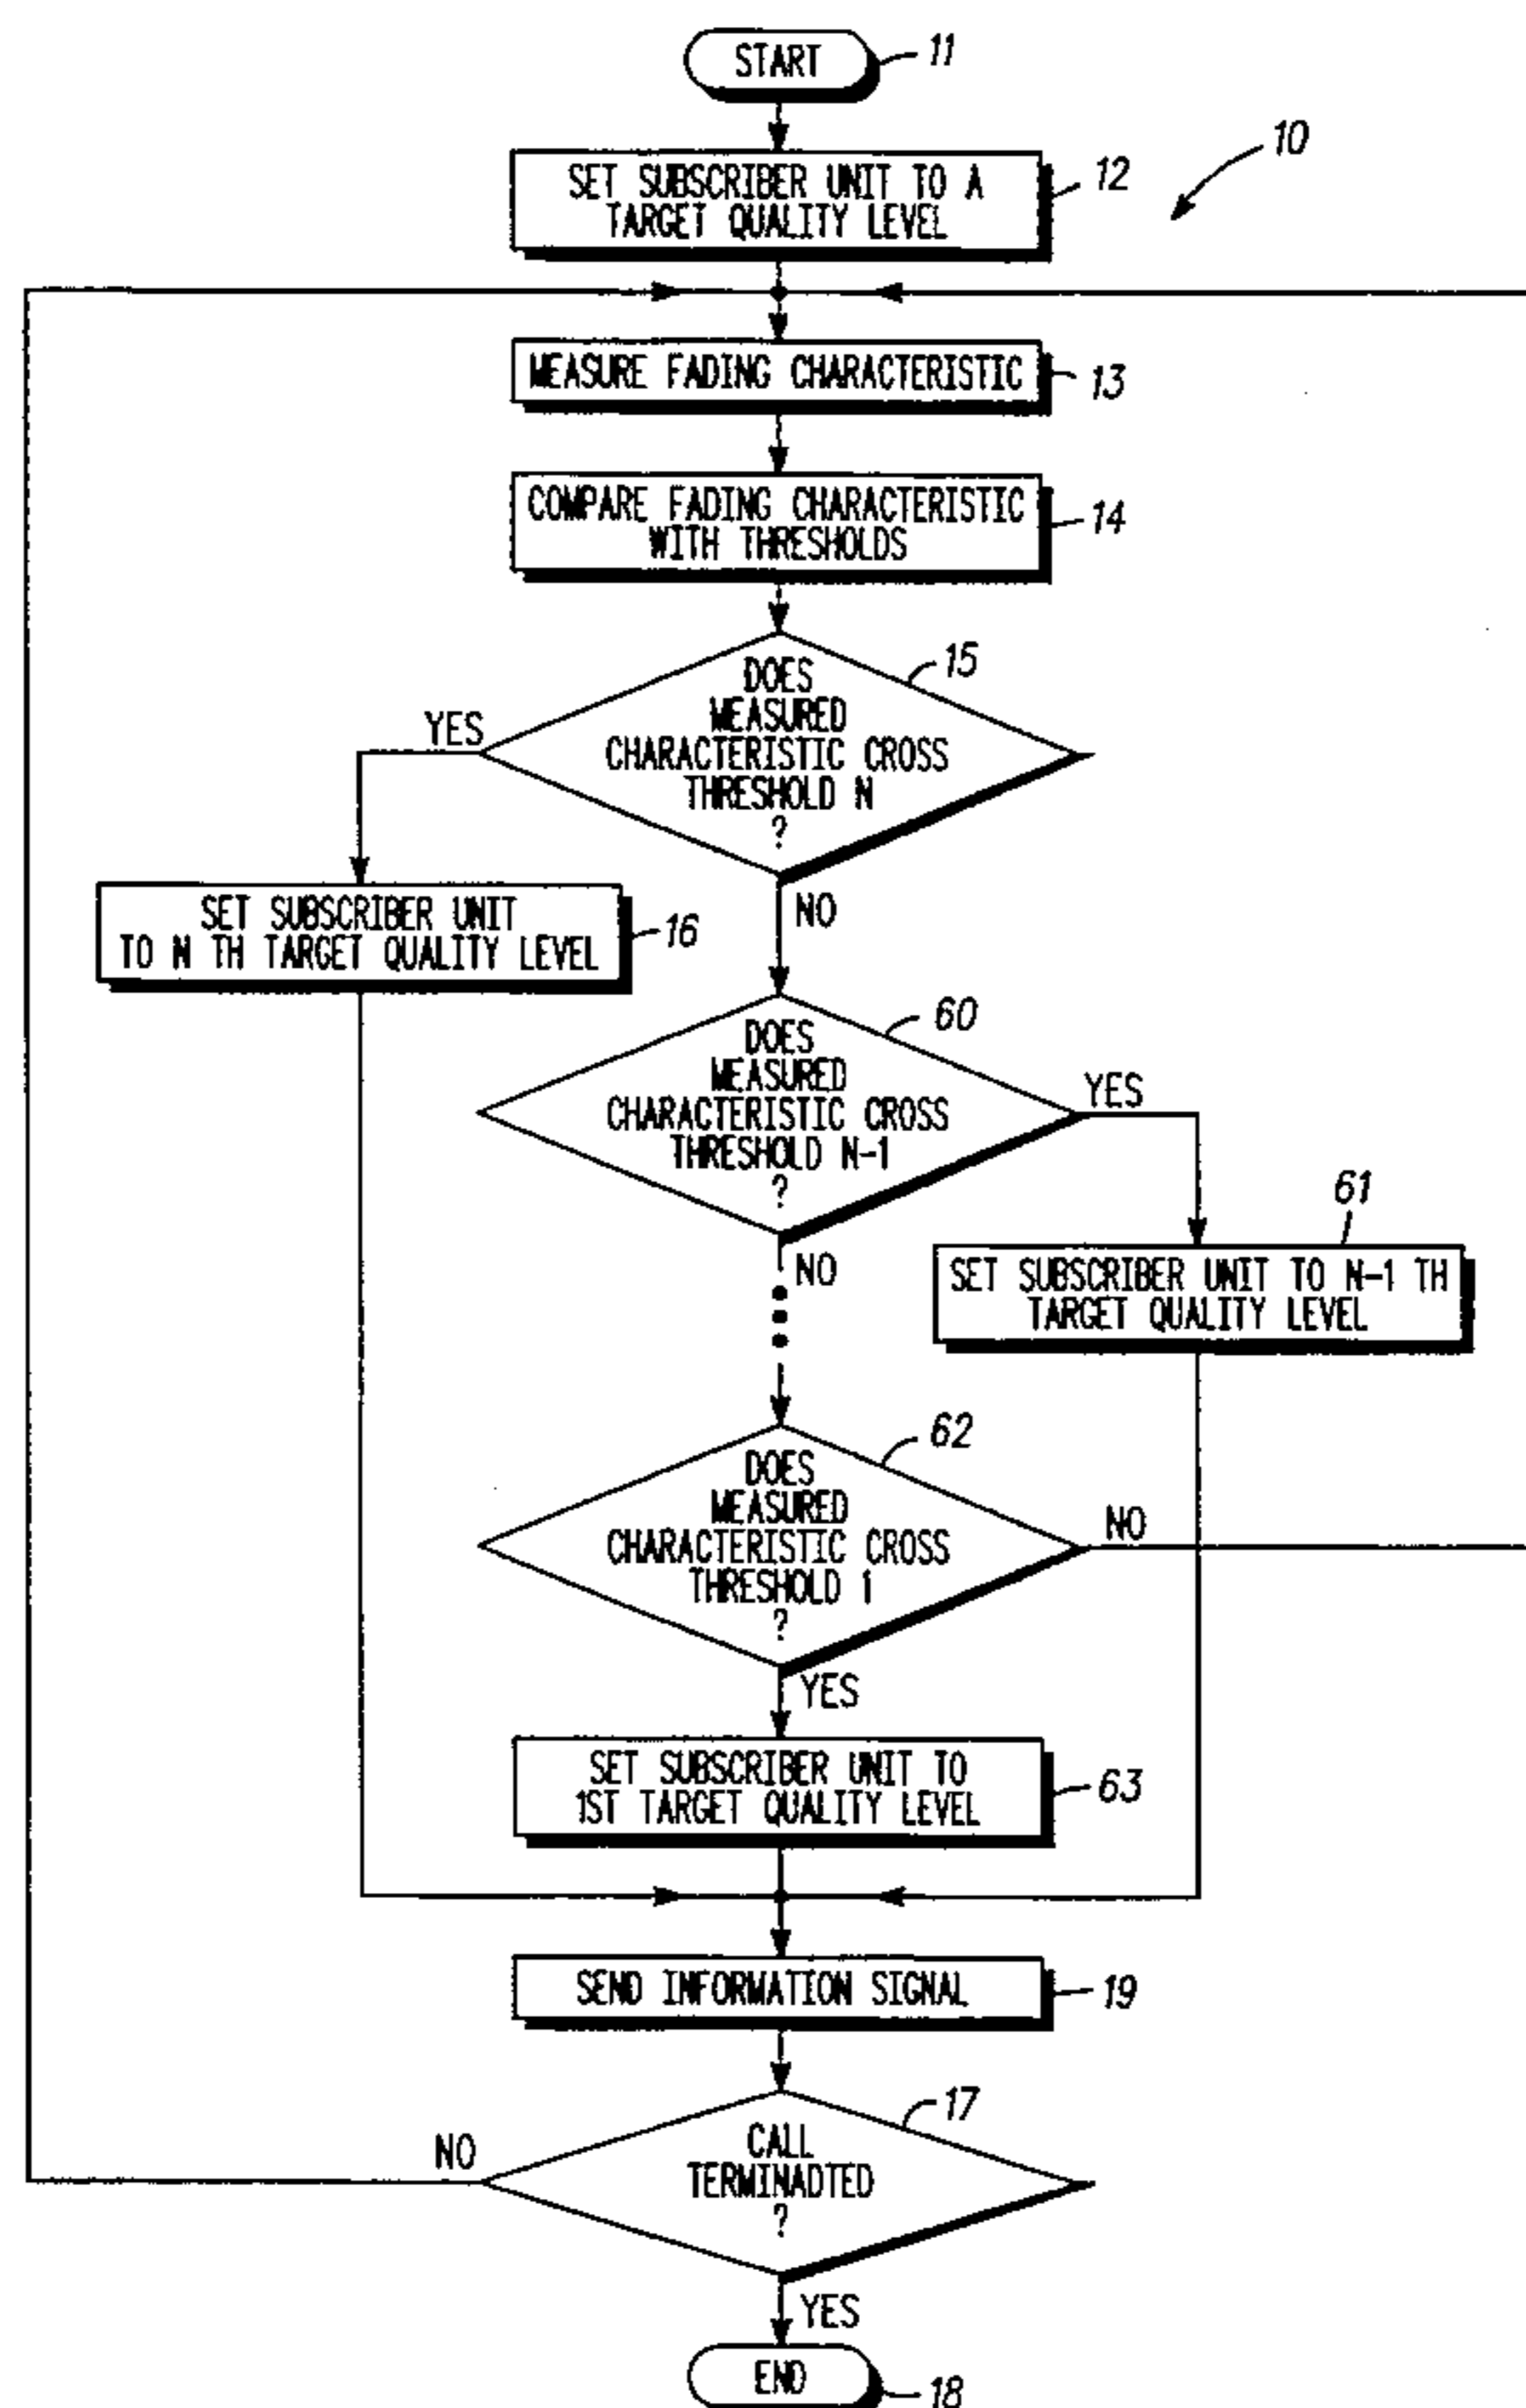 START
11
10
SET SUBSCRIBER UNIT TO A
TARGET QUALITY LEVEL
12
MEASURE FADING CHARACTERISTIC
13
COMPARE FADING CHARACTERISTIC
WITH THRESHOLDS
14
15
DOES
MEASURED
CHARACTERISTIC CROSS
THRESHOLD N
?
YES
NO
SET SUBSCRIBER UNIT
TO N TH TARGET QUALITY LEVEL
16
60
DOES
MEASURED
CHARACTERISTIC CROSS
THRESHOLD N-1
?
YES
NO
61
SET SUBSCRIBER UNIT TO N-1 TH
TARGET QUALITY LEVEL
62
DOES
MEASURED
CHARACTERISTIC CROSS
THRESHOLD 1
?
NO
YES
SET SUBSCRIBER UNIT TO
1ST TARGET QUALITY LEVEL
63
SEND INFORMATION SIGNAL
19
17
CALL
TERMINADTED
?
NO
YES
END
18